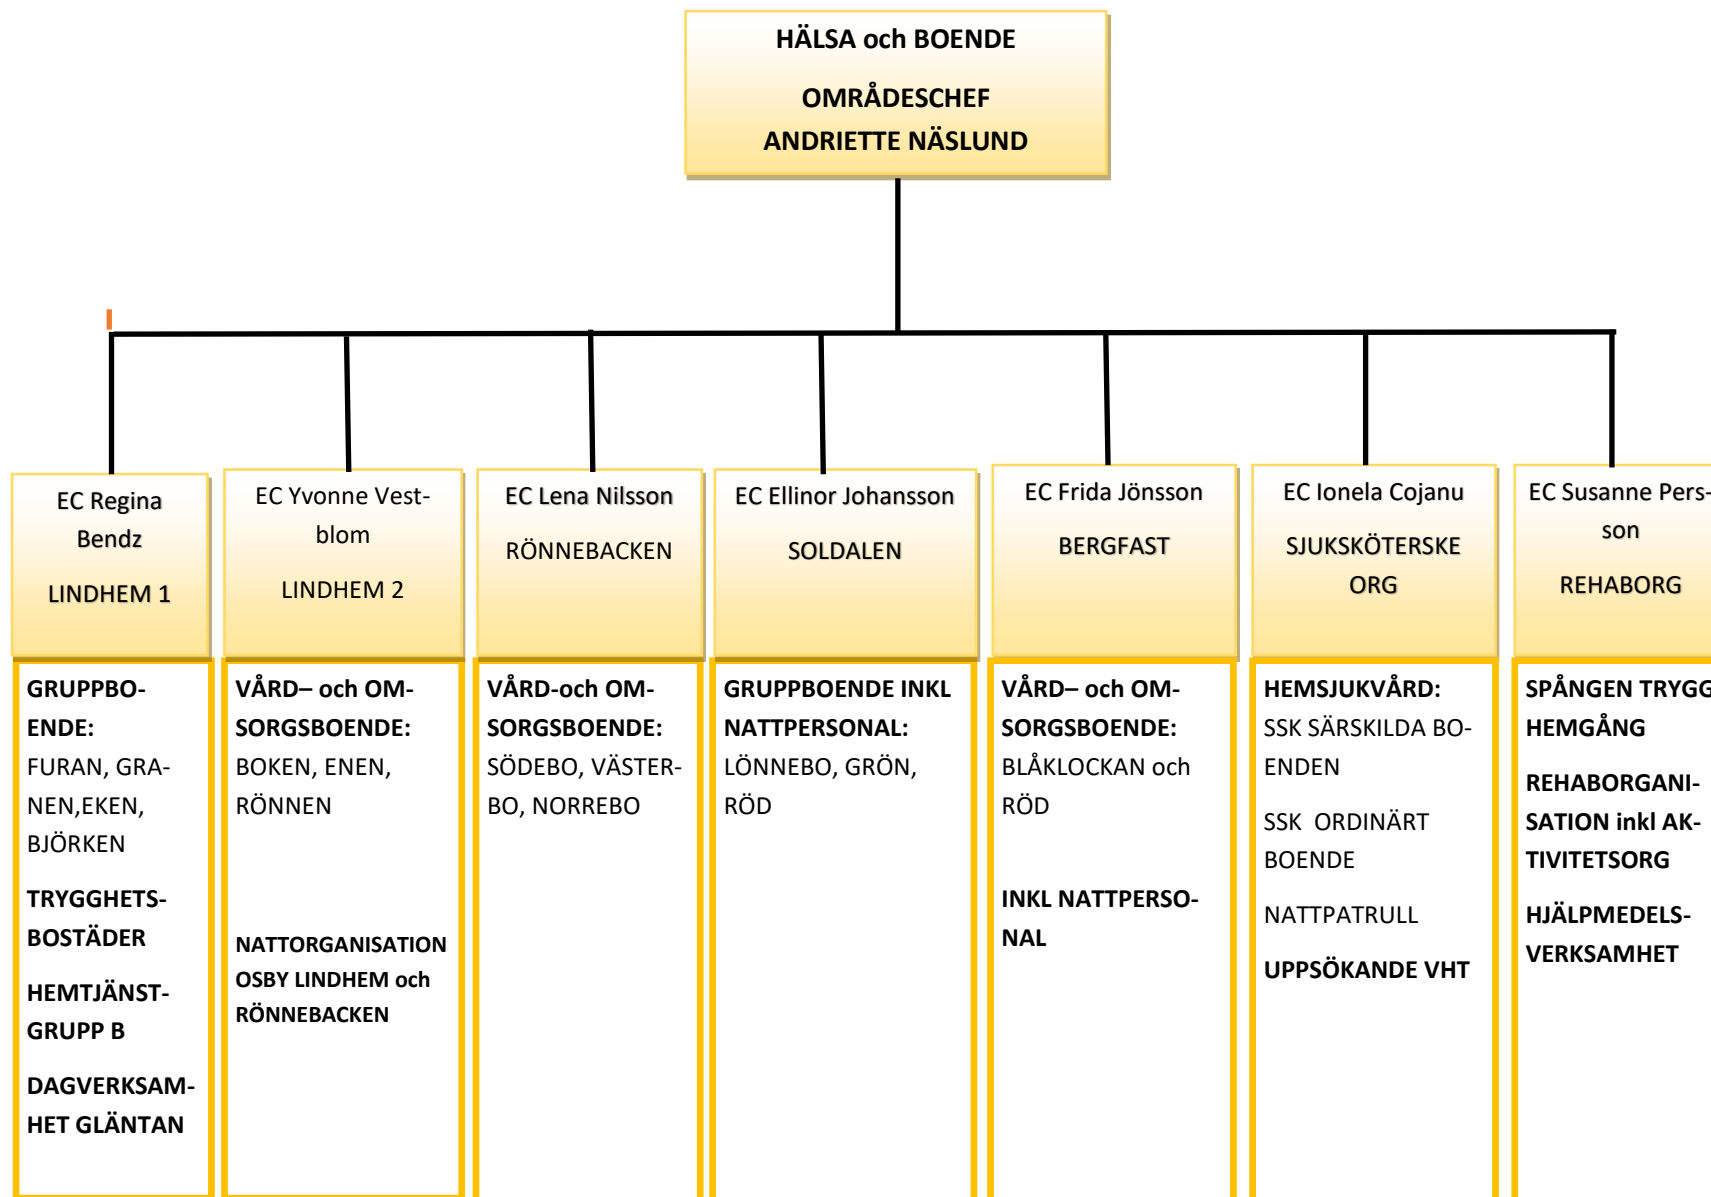 HÄLSA och BOENDE
OMRÅDESCHEF
ANDRIETTE NÄSLUND
EC Regina
Bendz
LINDHEM 1
EC Yvonne Vest-
blom
LINDHEM 2
EC Lena Nilsson
RÖNNEBACKEN
EC Ellinor Johansson
SOLDALEN
EC Frida Jönsson
BERGFAST
EC Ionela Cojanu
SJUKSKÖTERSKE
ORG
EC Susanne Pers-
son
REHABORG
GRUPPBO-
ENDE:
FURAN, GRA-
NEN,EKEN,
BJÖRKEN
TRYGGHETS-
BOSTÄDER
HEMTJÄNST-
GRUPP B
DAGVERKSAM-
HET GLÄNTAN
VÅRD– och OM-
SORGSBOENDE:
BOKEN, ENEN,
RÖNNEN
NATTORGANISATION
OSBY LINDHEM och
RÖNNEBACKEN
VÅRD-och OM-
SORGSBOENDE:
SÖDEBO, VÄSTER-
BO, NORREBO
GRUPPBOENDE INKL
NATTPERSONAL:
LÖNNEBO, GRÖN,
RÖD
VÅRD– och OM-
SORGSBOENDE:
BLÅKLOCKAN och
RÖD
INKL NATTPERSO-
NAL
HEMSJUKVÅRD:
SSK SÄRSKILDA BO-
ENDEN
SSK ORDINÄRT
BOENDE
NATTPATRULL
UPPSÖKANDE VHT
SPÅNGEN TRYGG
HEMGÅNG
REHABORGANI-
SATION inkl AK-
TIVITETSORG
HJÄLPMEDELS-
VERKSAMHET